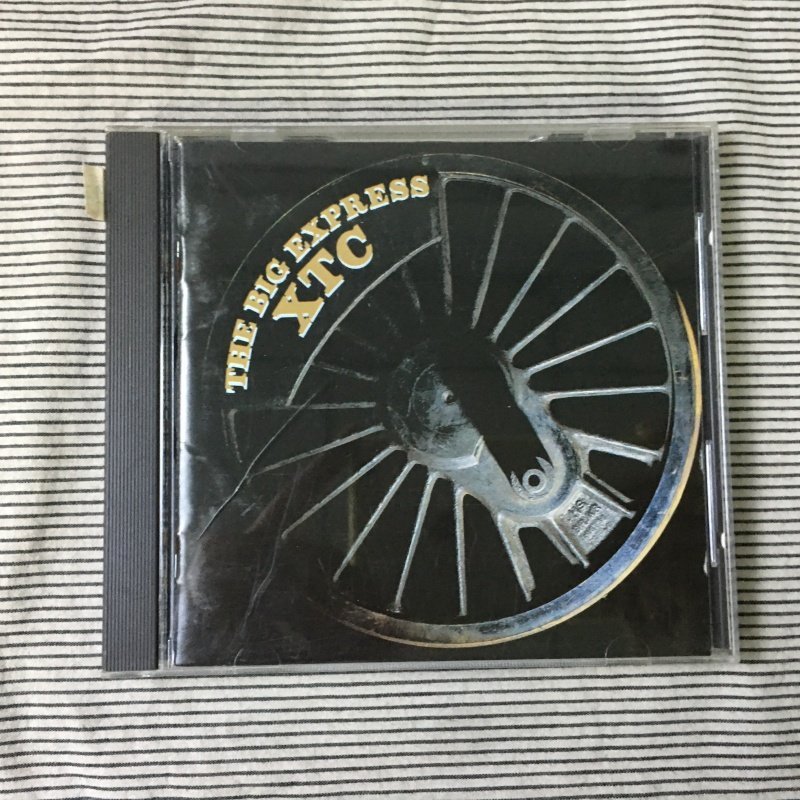 THE BIG EXPRESS
XTC